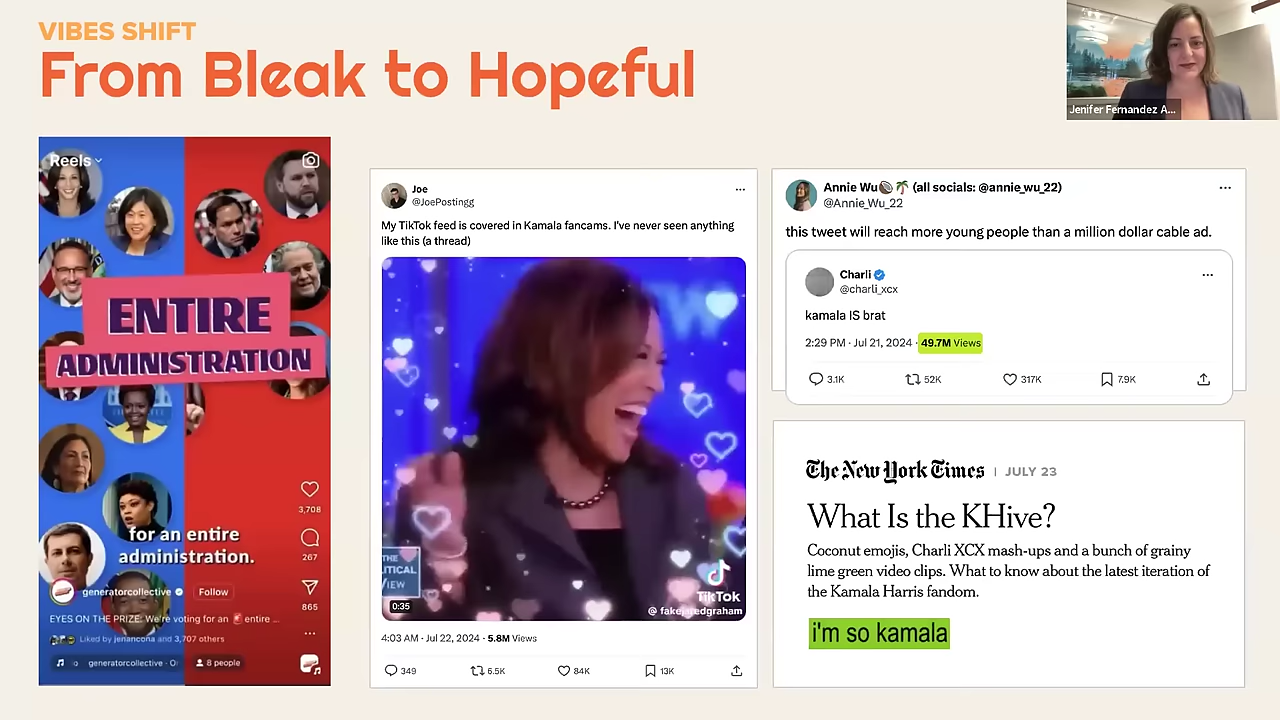 VIBES SHIFT
From Bleak to Hopeful
Jenifer Fernandez A...
Reels
ENTIRE
ADMINISTRATION
for an entire
administration.
3,708
267
865
generatorcollective
Follow
EYES ON THE PRIZE: We're voting for an 🚨entire ...
Liked by jenancona and 3,707 others
generatorcollective · O
8 people
Joe
@JoePostingg
My TikTok feed is covered in Kamala fancams. I've never seen anything
like this (a thread)
THE
ITICAL
VIEW
0:35
TikTok
@ fakejaredgraham
4:03 AM · Jul 22, 2024 · 5.8M Views
349
6.5K
84K
13K
Annie Wu🥥🌴 (all socials: @annie_wu_22)
@Annie_Wu_22
this tweet will reach more young people than a million dollar cable ad.
Charli
@charli_xcx
kamala IS brat
2:29 PM · Jul 21, 2024 · 49.7M Views
3.1K
52K
317K
7.9K
The New York Times | JULY 23
What Is the KHive?
Coconut emojis, Charli XCX mash-ups and a bunch of grainy
lime green video clips. What to know about the latest iteration of
the Kamala Harris fandom.
i'm so kamala